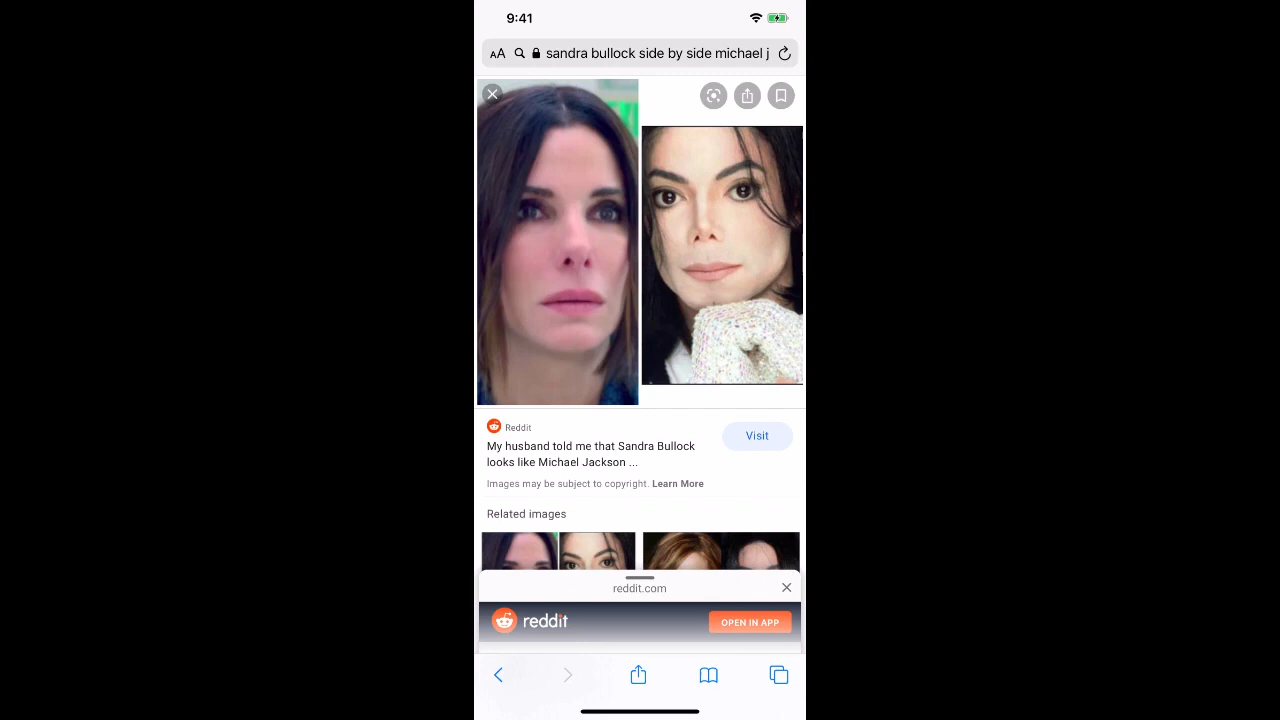 9:41
AA sandra bullock side by side michael j
Reddit
My husband told me that Sandra Bullock
looks like Michael Jackson ...
Visit
Images may be subject to copyright. Learn More
Related images
reddit.com
reddit
OPEN IN APP